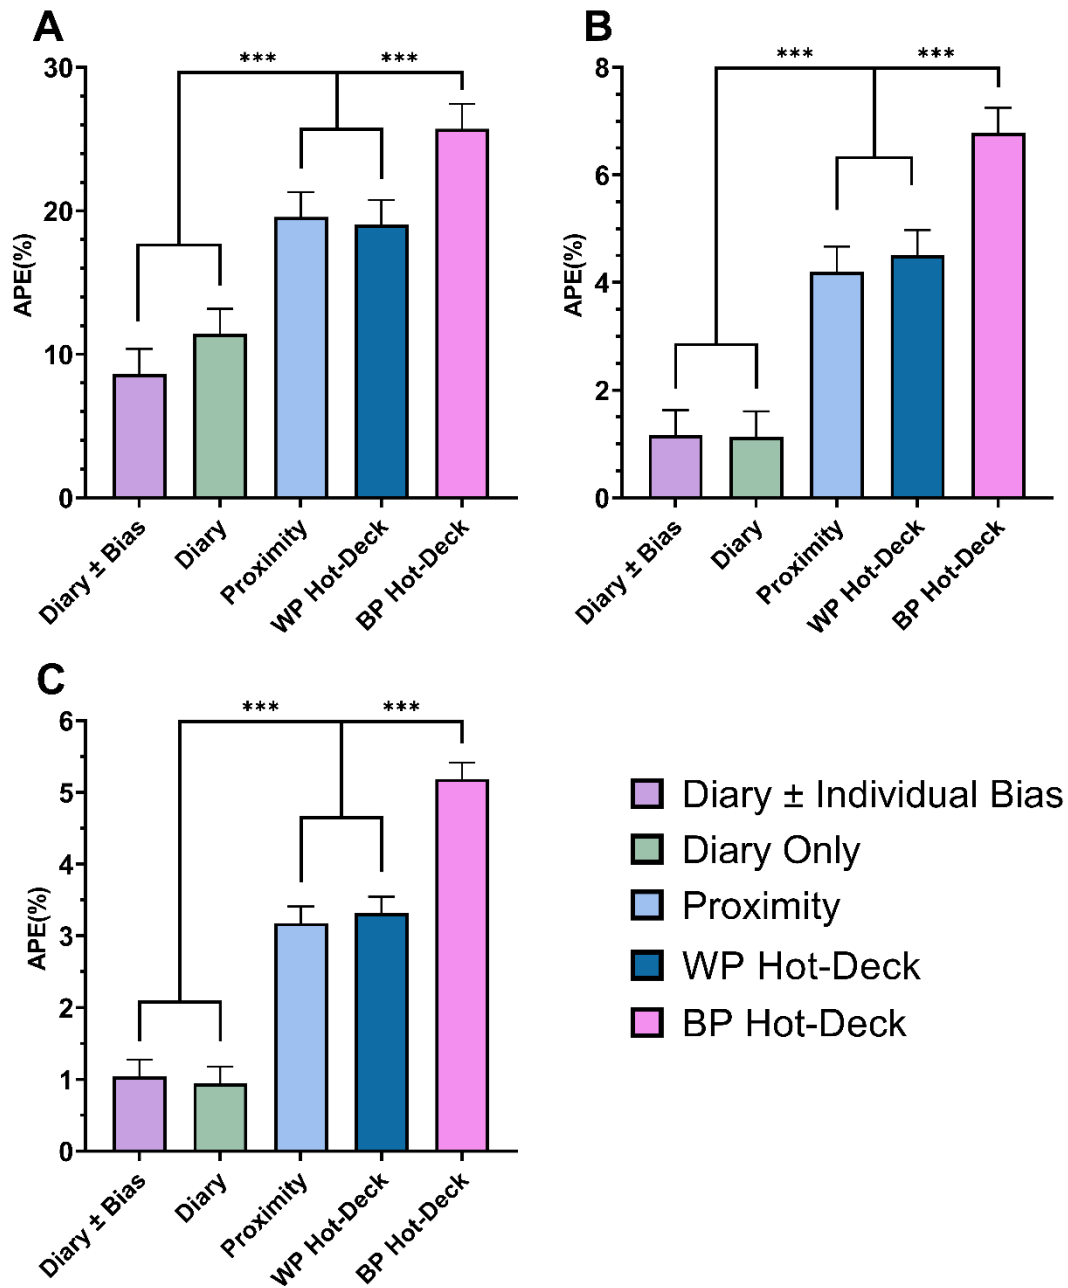 A
*** ***
30
20
10
0
APE(%)
Diary ± Bias
Diary
Proximity
WP Hot-Deck
BP Hot-Deck
B
*** ***
8
6
4
2
0
APE(%)
Diary ± Bias
Diary
Proximity
WP Hot-Deck
BP Hot-Deck
C
*** ***
6
5
4
3
2
1
0
APE(%)
Diary ± Bias
Diary
Proximity
WP Hot-Deck
BP Hot-Deck
Diary ± Individual Bias
Diary Only
Proximity
WP Hot-Deck
BP Hot-Deck